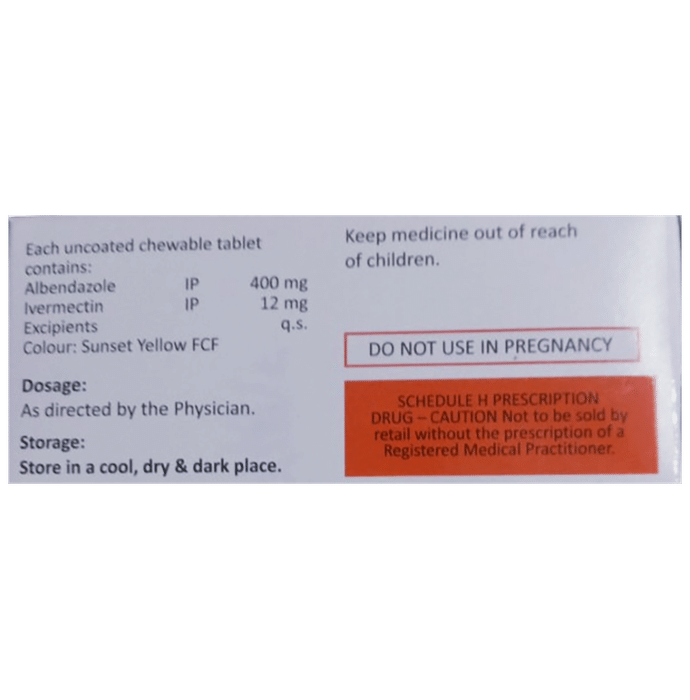 Each uncoated chewable tablet
contains:
Albendazole IP 400 mg
Ivermectin IP 12 mg
Excipients q.s.
Colour: Sunset Yellow FCF
Dosage:
As directed by the Physician.
Storage:
Store in a cool, dry & dark place.
Keep medicine out of reach
of children.
DO NOT USE IN PREGNANCY
SCHEDULE H PRESCRIPTION
DRUG – CAUTION Not to be sold by
retail without the prescription of a
Registered Medical Practitioner.